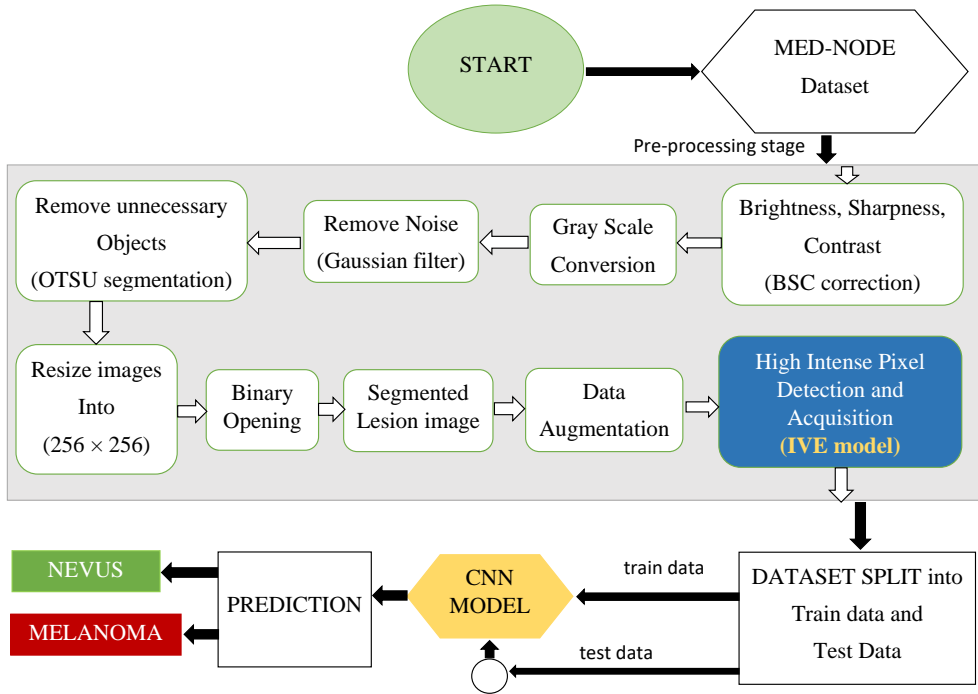 START
MED-NODE
Dataset
Pre-processing stage
Brightness, Sharpness,
Contrast
(BSC correction)
Gray Scale
Conversion
Remove Noise
(Gaussian filter)
Remove unnecessary
Objects
(OTSU segmentation)
Resize images
Into
(256 × 256)
Binary
Opening
Segmented
Lesion image
Data
Augmentation
High Intense Pixel
Detection and
Acquisition
(IVE model)
DATASET SPLIT into
Train data and
Test Data
train data
test data
CNN
MODEL
PREDICTION
NEVUS
MELANOMA